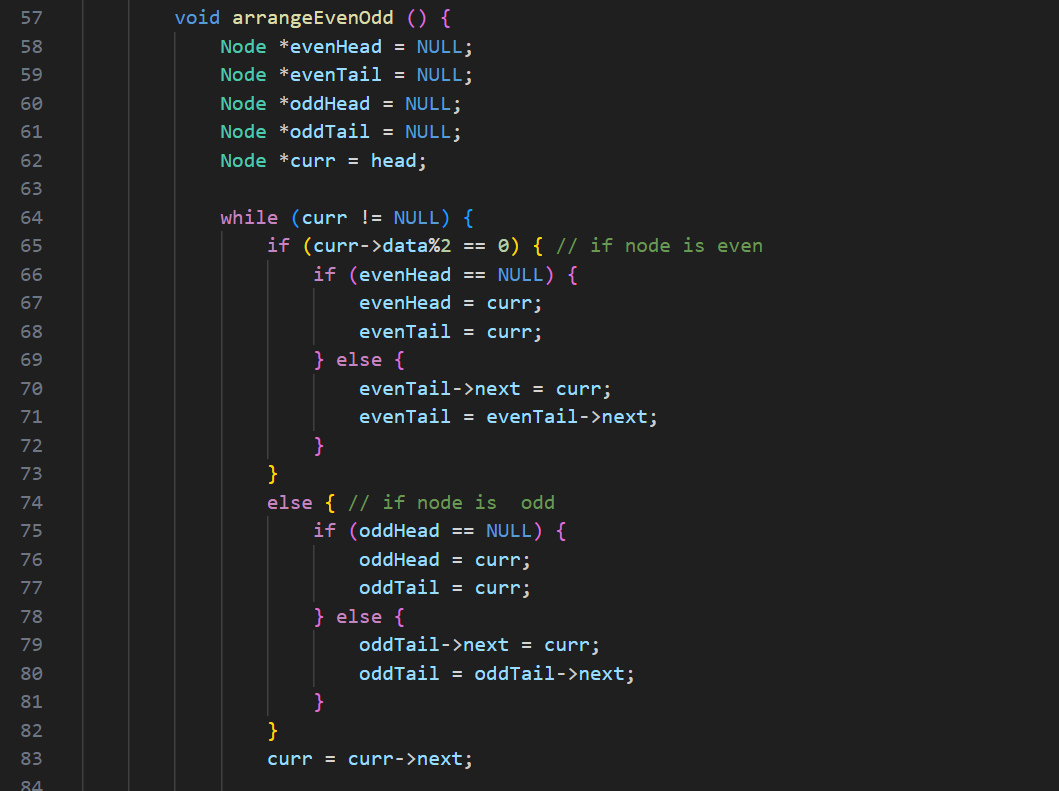 57 void arrangeEvenOdd () {
58 Node *evenHead = NULL;
59 Node *evenTail = NULL;
60 Node *oddHead = NULL;
61 Node *oddTail = NULL;
62 Node *curr = head;
63
64 while (curr != NULL) {
65 if (curr->data%2 == 0) { // if node is even
66 if (evenHead == NULL) {
67 evenHead = curr;
68 evenTail = curr;
69 } else {
70 evenTail->next = curr;
71 evenTail = evenTail->next;
72 }
73 }
74 else { // if node is  odd
75 if (oddHead == NULL) {
76 oddHead = curr;
77 oddTail = curr;
78 } else {
79 oddTail->next = curr;
80 oddTail = oddTail->next;
81 }
82 }
83 curr = curr->next;
84